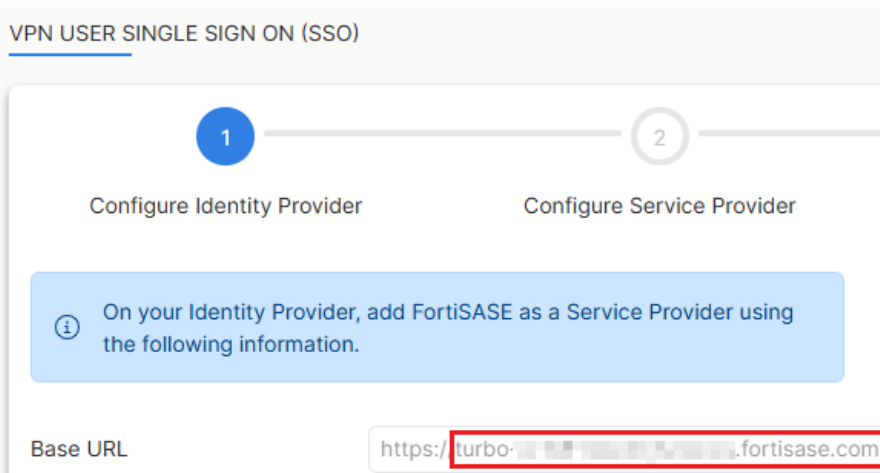 VPN USER SINGLE SIGN ON (SSO)
1
2
Configure Identity Provider
Configure Service Provider
On your Identity Provider, add FortiSASE as a Service Provider using
the following information.
Base URL
https://turbo- .fortisase.com